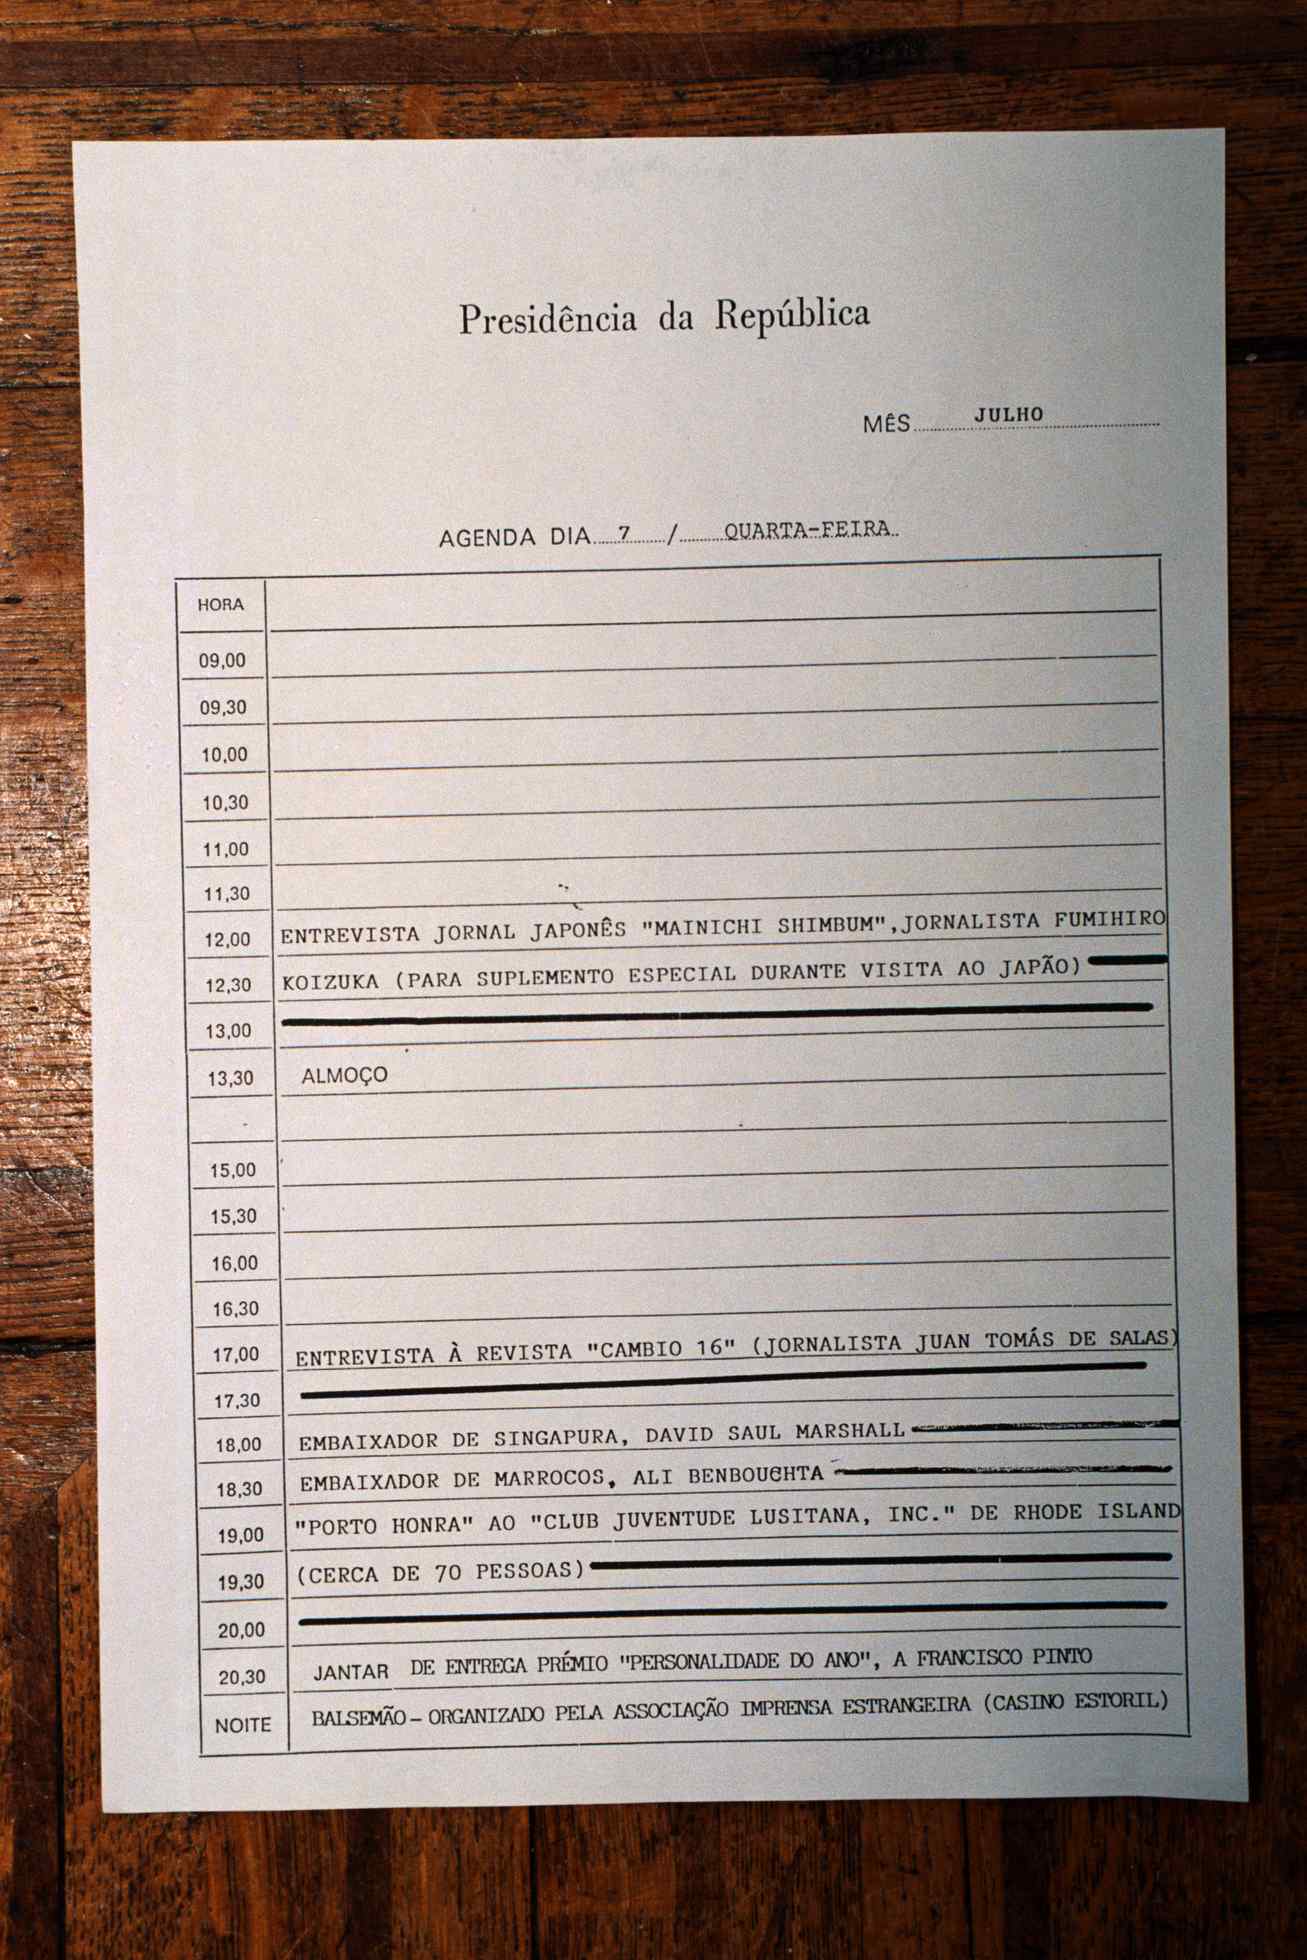 Presidência da República
MÊS JULHO
AGENDA DIA 7 / QUARTA-FEIRA
HORA
09,00
09,30
10,00
10,30
11,00
11,30
12,00 ENTREVISTA JORNAL JAPONÊS "MAINICHI SHIMBUM",JORNALISTA FUMIHIRO
12,30 KOIZUKA (PARA SUPLEMENTO ESPECIAL DURANTE VISITA AO JAPÃO)
13,00
13,30 ALMOÇO
15,00
15,30
16,00
16,30
17,00 ENTREVISTA À REVISTA "CAMBIO 16" (JORNALISTA JUAN TOMÁS DE SALAS)
17,30
18,00 EMBAIXADOR DE SINGAPURA, DAVID SAUL MARSHALL
18,30 EMBAIXADOR DE MARROCOS, ALI BENBOUCHTA
19,00 "PORTO HONRA" AO "CLUB JUVENTUDE LUSITANA, INC." DE RHODE ISLAND
19,30 (CERCA DE 70 PESSOAS)
20,00
20,30 JANTAR DE ENTREGA PRÉMIO "PERSONALIDADE DO ANO", A FRANCISCO PINTO
NOITE BALSEMÃO - ORGANIZADO PELA ASSOCIAÇÃO IMPRENSA ESTRANGEIRA (CASINO ESTORIL)